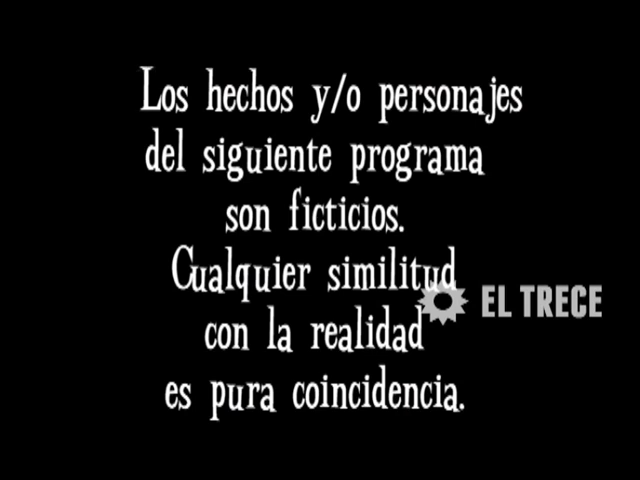 Los hechos y/o personajes
del siguiente programa
son ficticios.
Cualquier similitud
con la realidad
es pura coincidencia.
EL TRECE